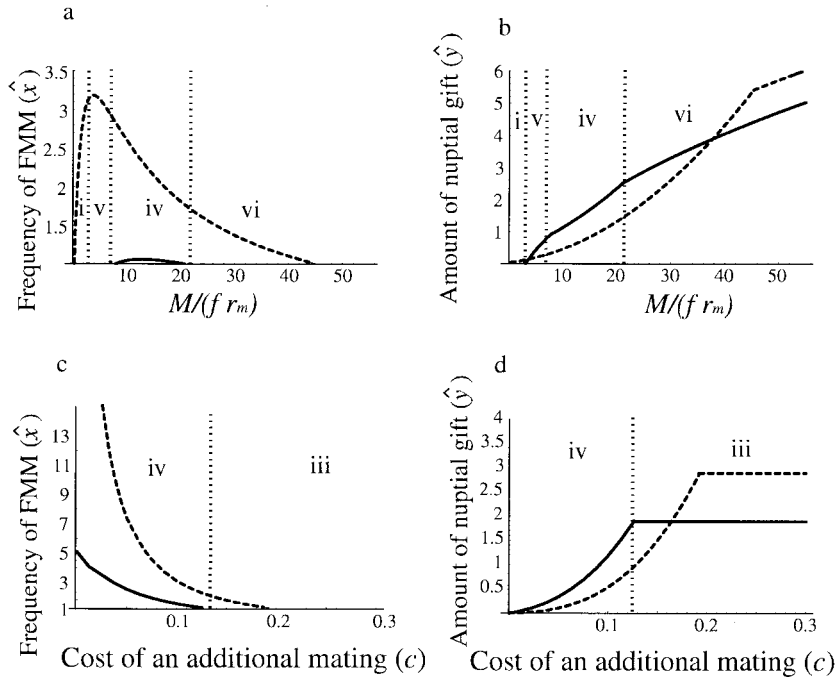 a
Frequency of FMM (x̂)
3.5
3
2.5
2
1.5
i
v
iv
vi
10
20
30
40
50
M/(f rₘ)
b
Amount of nuptial gift (ŷ)
6
5
4
3
2
1
i
v
iv
vi
10
20
30
40
50
M/(f rₘ)
c
Frequency of FMM (x̂)
13
11
9
7
5
3
1
iv
iii
0.1
0.2
0.3
Cost of an additional mating (c)
d
Amount of nuptial gift (ŷ)
4
3.5
3
2.5
2
1.5
1
0.5
iv
iii
0.1
0.2
0.3
Cost of an additional mating (c)